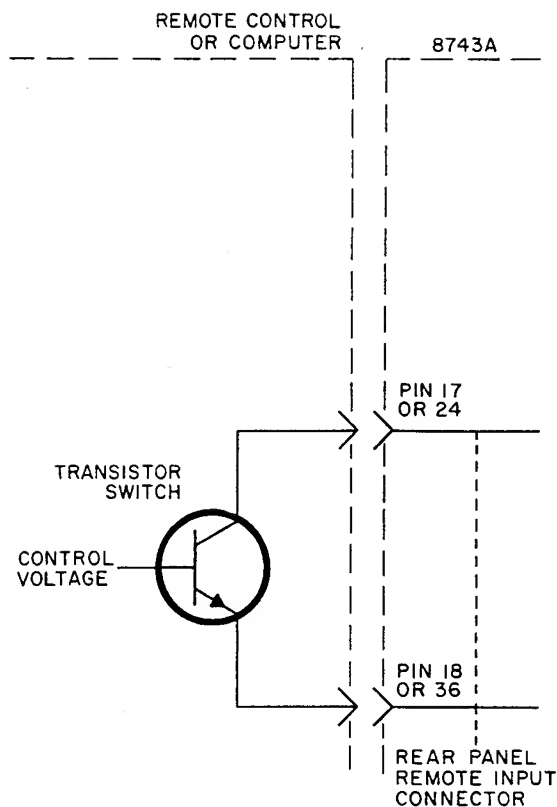 REMOTE CONTROL
OR COMPUTER
8743A
PIN 17
OR 24
TRANSISTOR
SWITCH
CONTROL
VOLTAGE
PIN 18
OR 36
REAR PANEL
REMOTE INPUT
CONNECTOR